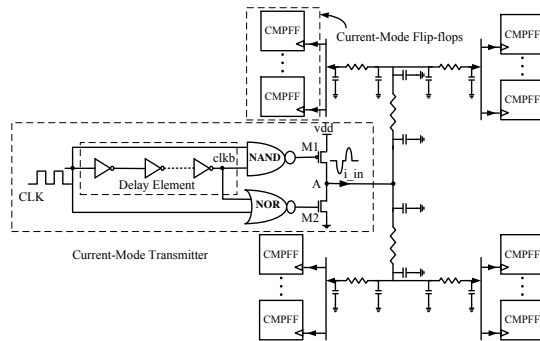 CMPFF
CMPFF
Current-Mode Flip-flops
CMPFF
CMPFF
vdd
M1
NAND
clkb
Delay Element
CLK
A
i_in
NOR
M2
Current-Mode Transmitter
CMPFF
CMPFF
CMPFF
CMPFF